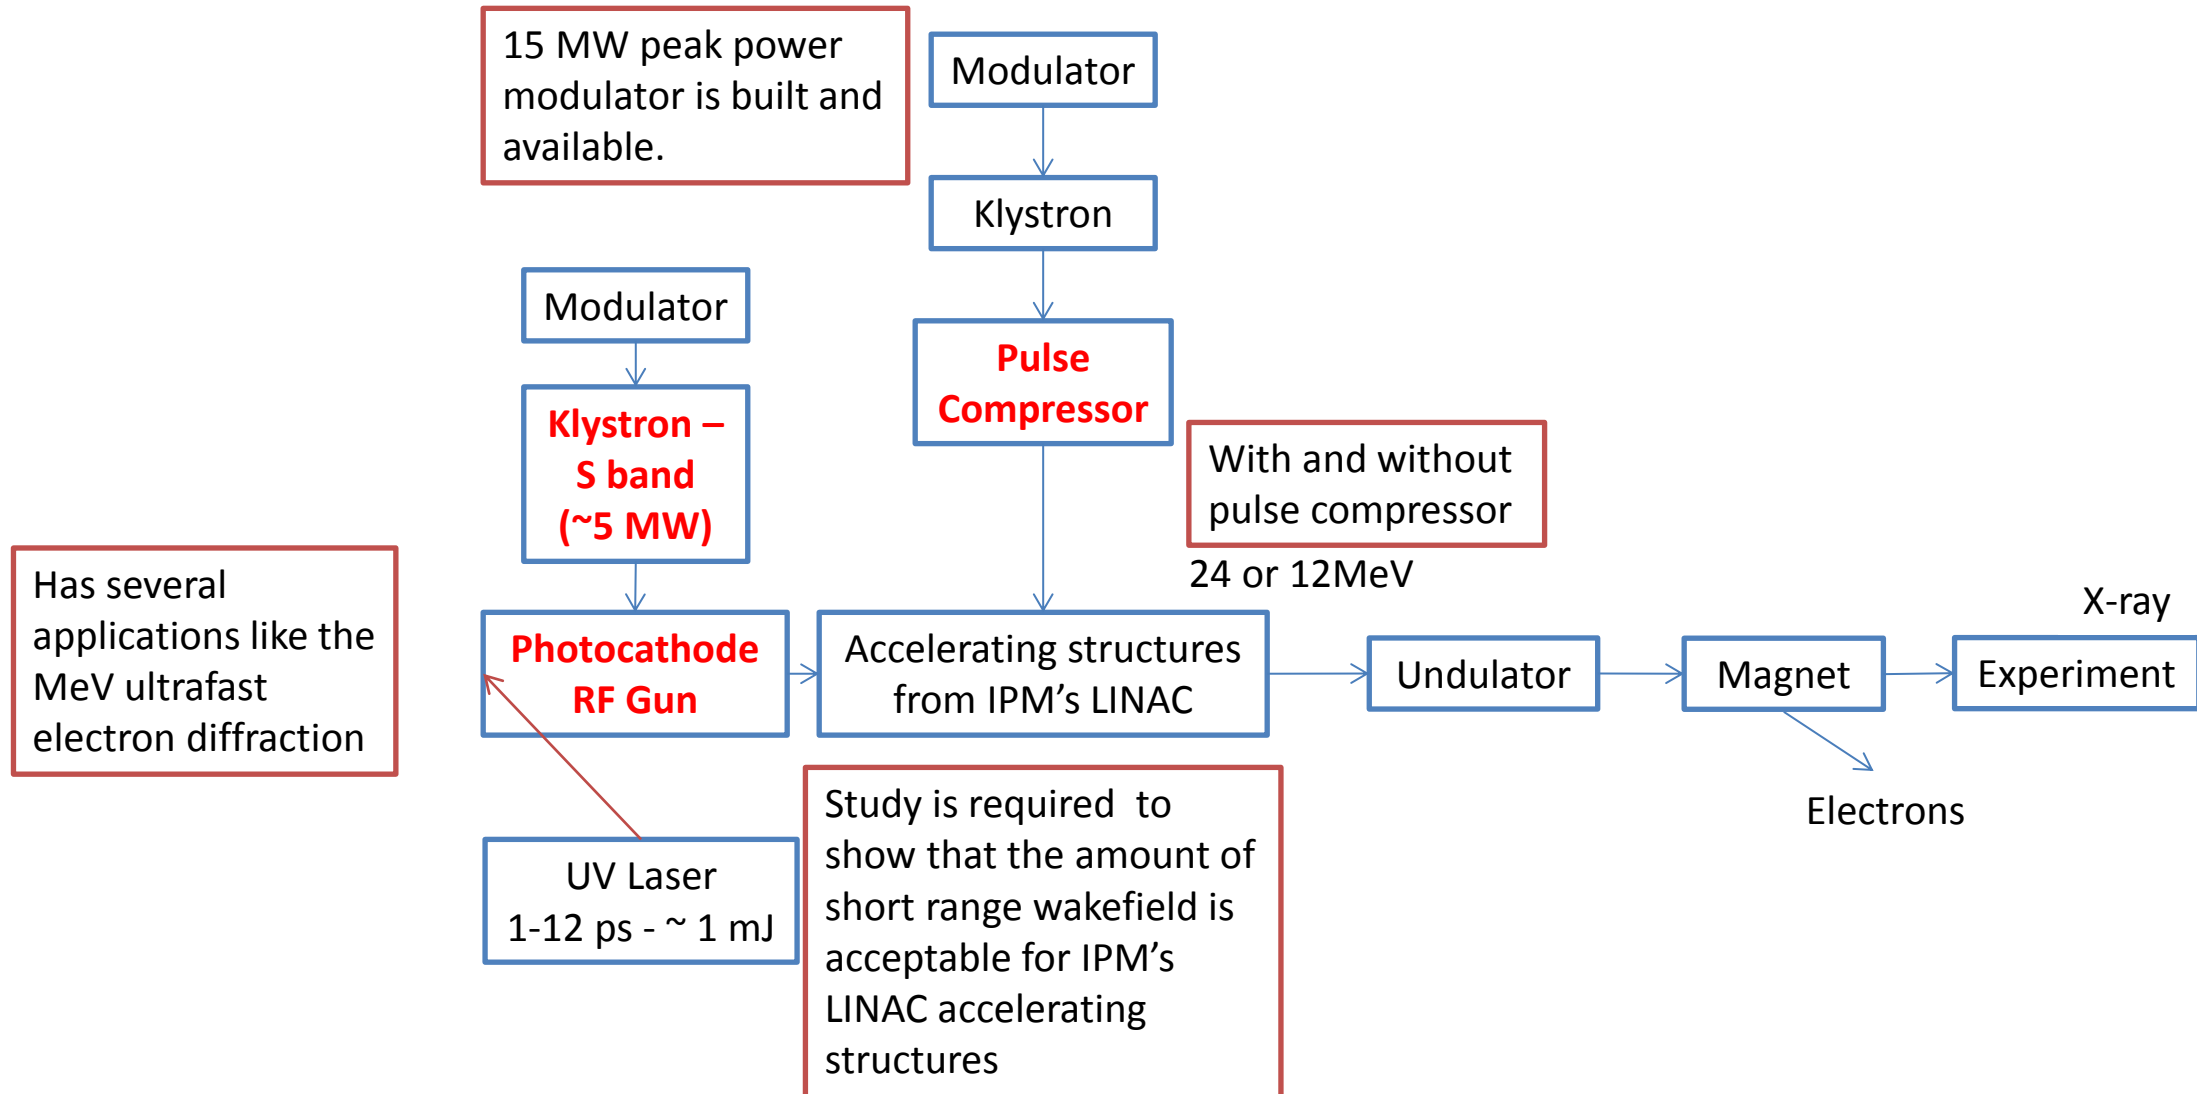 15 MW peak power
modulator is built and
available.
Modulator
Klystron
Modulator
Pulse
Compressor
Klystron –
S band
(~5 MW)
With and without
pulse compressor
24 or 12MeV
Has several
applications like the
MeV ultrafast
electron diffraction
Photocathode
RF Gun
Accelerating structures
from IPM’s LINAC
Undulator
Magnet
X-ray
Experiment
Electrons
UV Laser
1-12 ps - ~ 1 mJ
Study is required  to
show that the amount of
short range wakefield is
acceptable for IPM’s
LINAC accelerating
structures